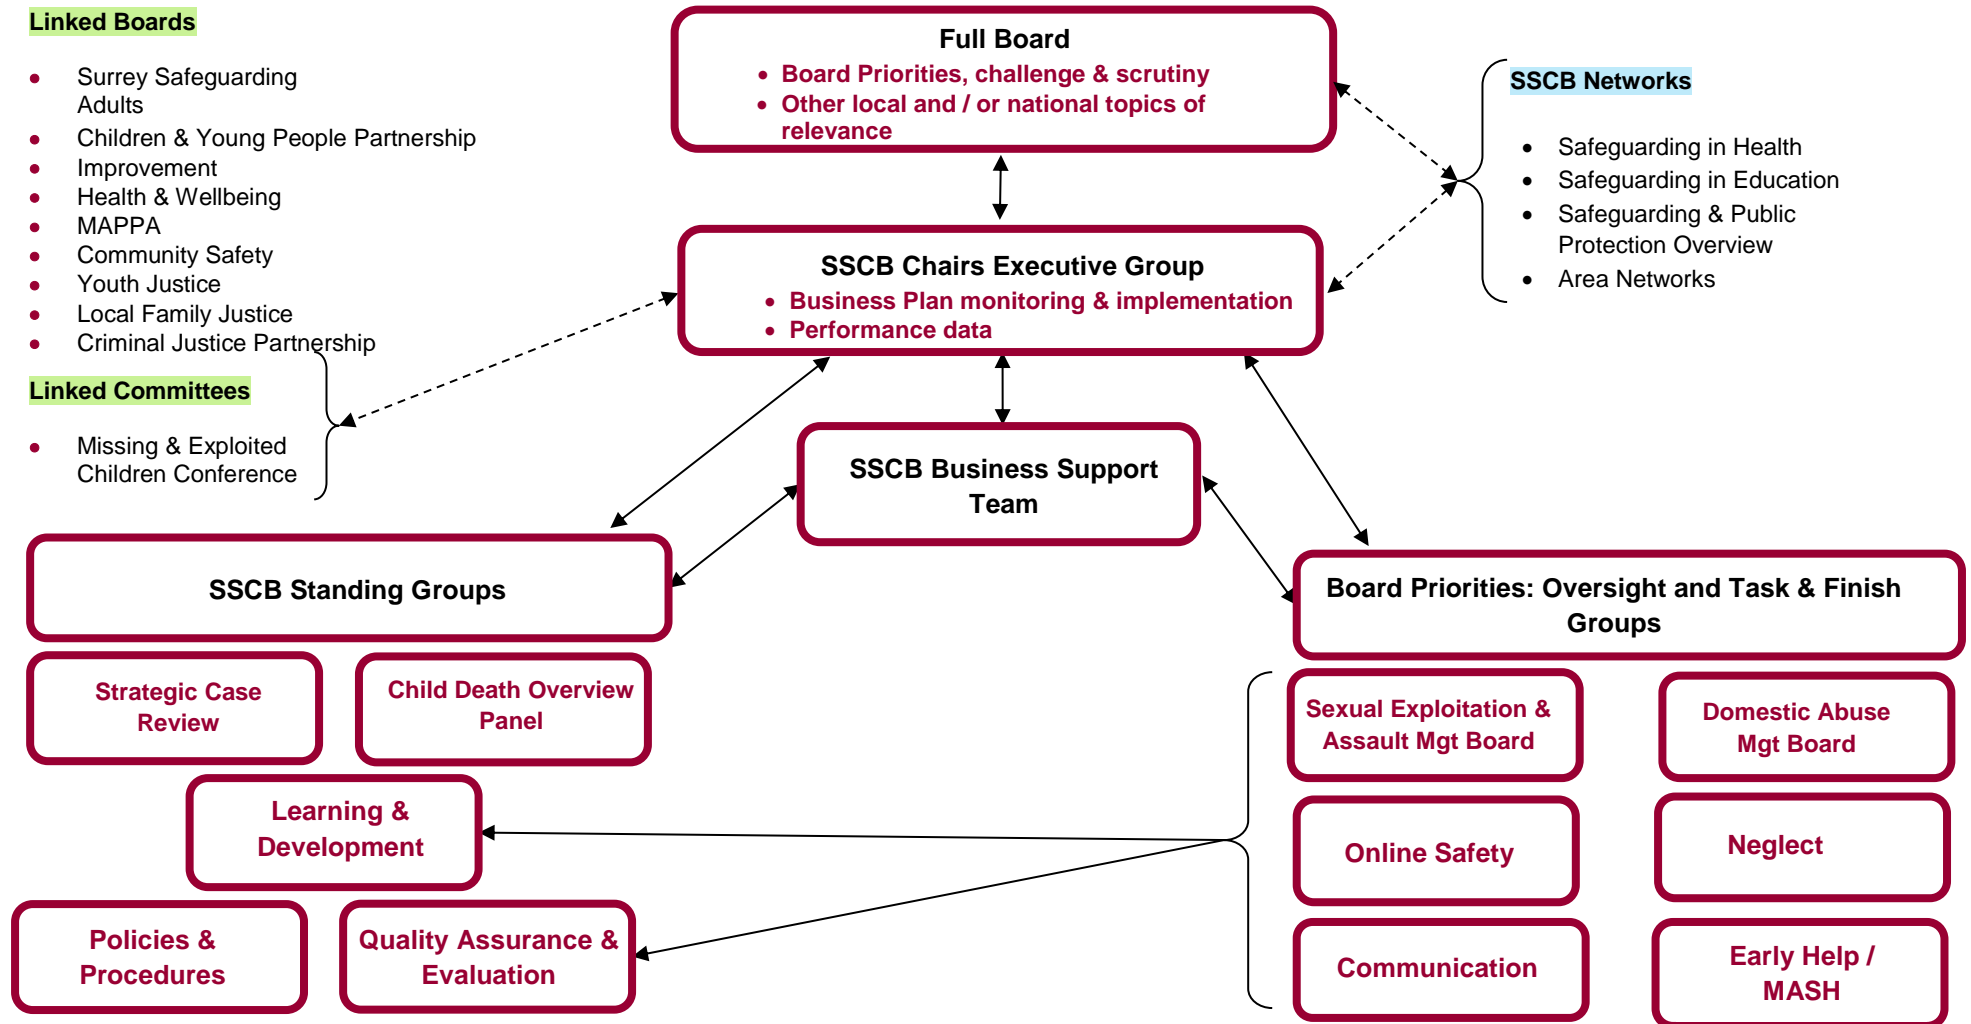 Linked Boards
• Surrey Safeguarding
Adults
• Children & Young People Partnership
• Improvement
• Health & Wellbeing
• MAPPA
• Community Safety
• Youth Justice
• Local Family Justice
• Criminal Justice Partnership
Linked Committees
• Missing & Exploited
Children Conference
Full Board
• Board Priorities, challenge & scrutiny
• Other local and / or national topics of
relevance
SSCB Networks
• Safeguarding in Health
• Safeguarding in Education
• Safeguarding & Public
Protection Overview
• Area Networks
SSCB Chairs Executive Group
• Business Plan monitoring & implementation
• Performance data
SSCB Business Support
Team
SSCB Standing Groups
Strategic Case
Review
Child Death Overview
Panel
Learning &
Development
Policies &
Procedures
Quality Assurance &
Evaluation
Board Priorities: Oversight and Task & Finish
Groups
Sexual Exploitation &
Assault Mgt Board
Domestic Abuse
Mgt Board
Online Safety
Neglect
Communication
Early Help /
MASH